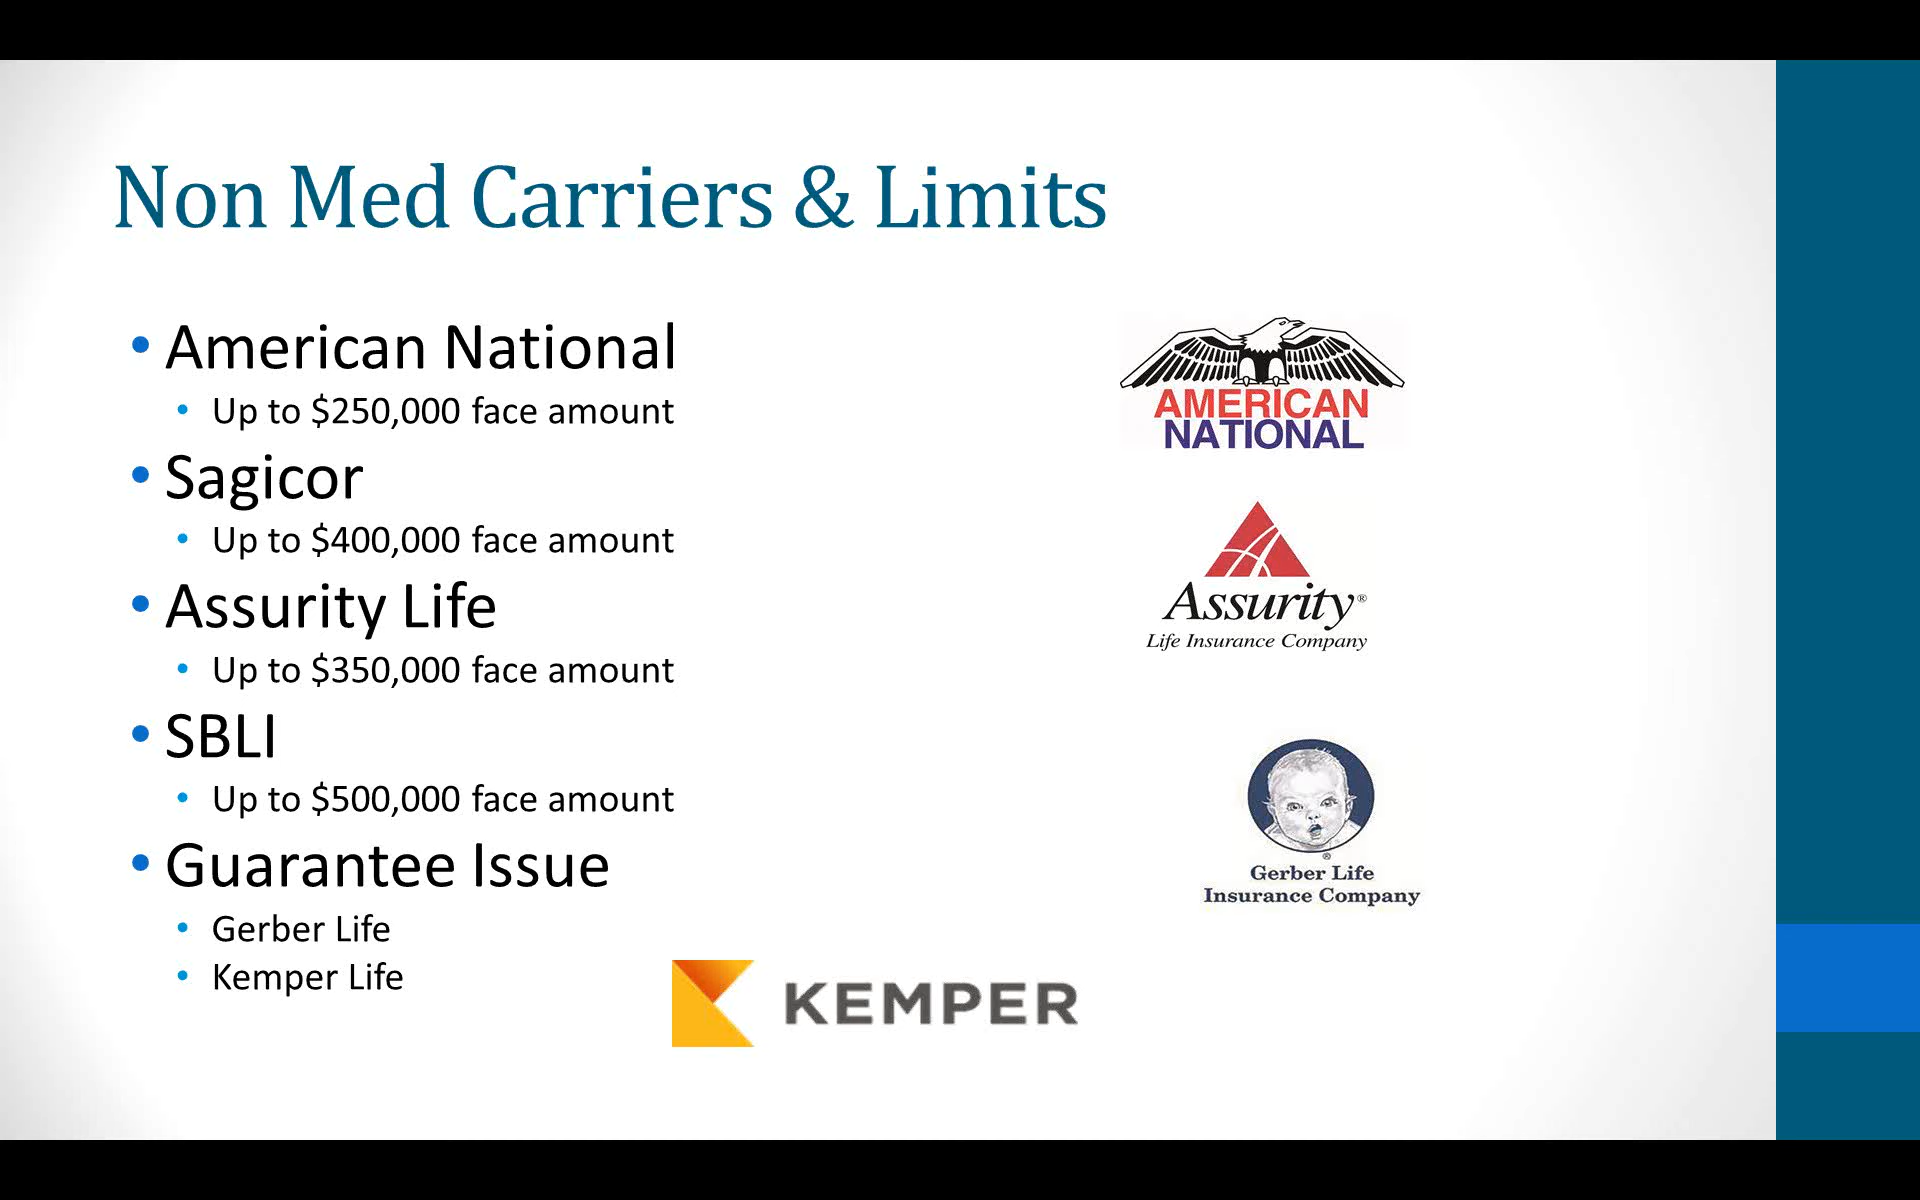 Non Med Carriers & Limits
• American National
• Up to $250,000 face amount
• Sagicor
• Up to $400,000 face amount
• Assurity Life
• Up to $350,000 face amount
• SBLI
• Up to $500,000 face amount
• Guarantee Issue
• Gerber Life
• Kemper Life
AMERICAN
NATIONAL
Assurity®
Life Insurance Company
®
Gerber Life
Insurance Company
KEMPER